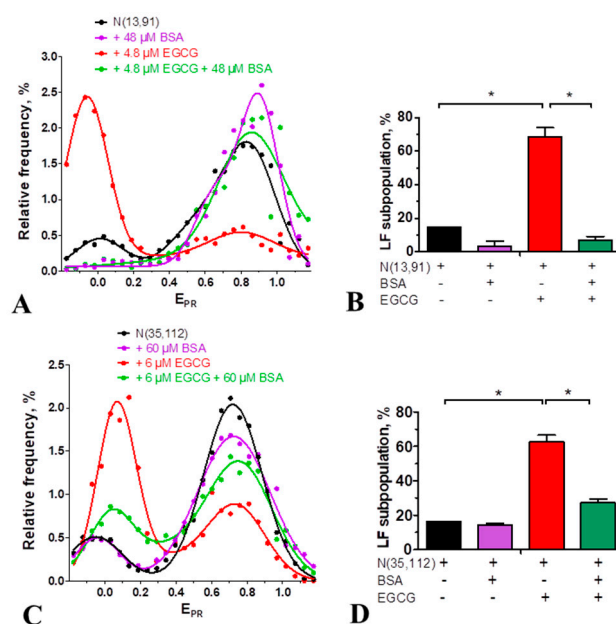 A
N(13,91)
+ 48 µM BSA
+ 4.8 µM EGCG
+ 4.8 µM EGCG + 48 µM BSA
Relative frequency, %
3.0
2.5
2.0
1.5
1.0
0.5
0.0
0.0 0.2 0.4 0.6 0.8 1.0
EPR
B
LF subpopulation, %
80
60
40
20
0
* *
N(13,91) + + + +
BSA - + - +
EGCG - - + +
C
N(35,112)
+ 60 µM BSA
+ 6 µM EGCG
+ 6 µM EGCG + 60 µM BSA
Relative frequency, %
2.5
2.0
1.5
1.0
0.5
0.0
0.0 0.2 0.4 0.6 0.8 1.0
EPR
D
LF subpopulation, %
80
60
40
20
0
* *
N(35,112) + + + +
BSA - + - +
EGCG - - + +